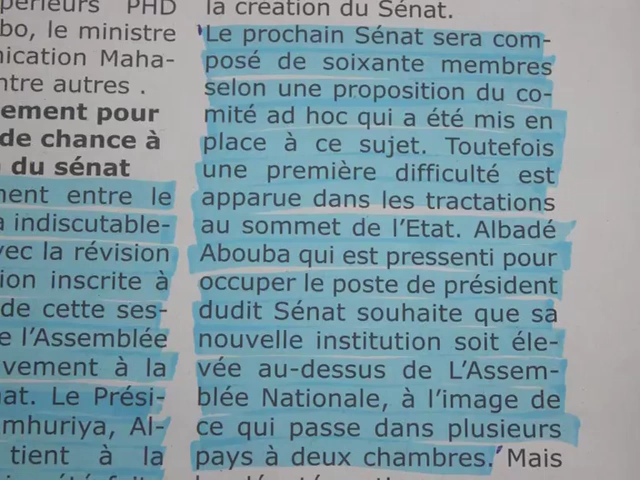 périeurs PHD
bo, le ministre
nication Maha-
ntre autres .
ement pour
de chance à
du sénat
ment entre le
indiscutable-
vec la révision
ion inscrite à
de cette ses-
e l'Assemblée
vement à la
at. Le Prési-
mhuriya, Al-
tient à la
la création du Sénat.
Le prochain Sénat sera com-
posé de soixante membres
selon une proposition du co-
mité ad hoc qui a été mis en
place à ce sujet. Toutefois
une première difficulté est
apparue dans les tractations
au sommet de l'Etat. Albadé
Abouba qui est pressenti pour
occuper le poste de président
dudit Sénat souhaite que sa
nouvelle institution soit éle-
vée au-dessus de L'Assem-
blée Nationale, à l'image de
ce qui passe dans plusieurs
pays à deux chambres. Mais